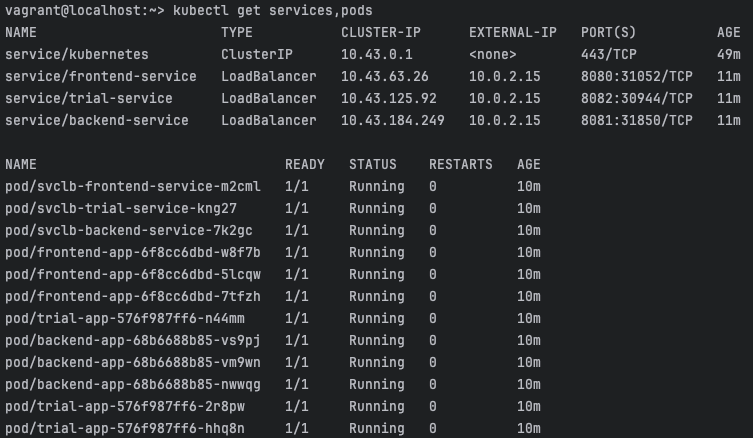 vagrant@localhost:~> kubectl get services,pods
NAME TYPE CLUSTER-IP EXTERNAL-IP PORT(S) AGE
service/kubernetes ClusterIP 10.43.0.1 <none> 443/TCP 49m
service/frontend-service LoadBalancer 10.43.63.26 10.0.2.15 8080:31052/TCP 11m
service/trial-service LoadBalancer 10.43.125.92 10.0.2.15 8082:30944/TCP 11m
service/backend-service LoadBalancer 10.43.184.249 10.0.2.15 8081:31850/TCP 11m
NAME READY STATUS RESTARTS AGE
pod/svclb-frontend-service-m2cml 1/1 Running 0 10m
pod/svclb-trial-service-kng27 1/1 Running 0 10m
pod/svclb-backend-service-7k2gc 1/1 Running 0 10m
pod/frontend-app-6f8cc6dbd-w8f7b 1/1 Running 0 10m
pod/frontend-app-6f8cc6dbd-5lcqw 1/1 Running 0 10m
pod/frontend-app-6f8cc6dbd-7tfzh 1/1 Running 0 10m
pod/trial-app-576f987ff6-n44mm 1/1 Running 0 10m
pod/backend-app-68b6688b85-vs9pj 1/1 Running 0 10m
pod/backend-app-68b6688b85-vm9wn 1/1 Running 0 10m
pod/backend-app-68b6688b85-nwwqg 1/1 Running 0 10m
pod/trial-app-576f987ff6-2r8pw 1/1 Running 0 10m
pod/trial-app-576f987ff6-hhq8n 1/1 Running 0 10m